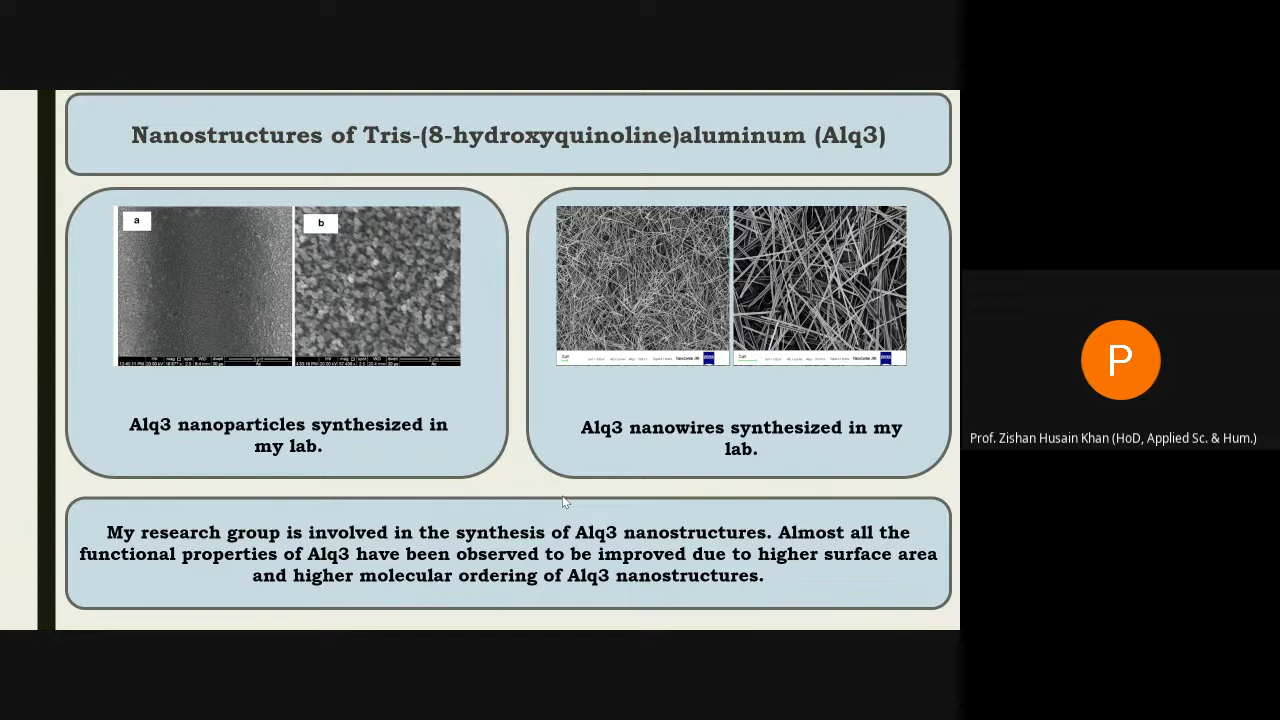 Nanostructures of Tris-(8-hydroxyquinoline)aluminum (Alq3)
a
b
Alq3 nanoparticles synthesized in
my lab.
Alq3 nanowires synthesized in my
lab.
My research group is involved in the synthesis of Alq3 nanostructures. Almost all the
functional properties of Alq3 have been observed to be improved due to higher surface area
and higher molecular ordering of Alq3 nanostructures.
P
Prof. Zishan Husain Khan (HoD, Applied Sc. & Hum.)